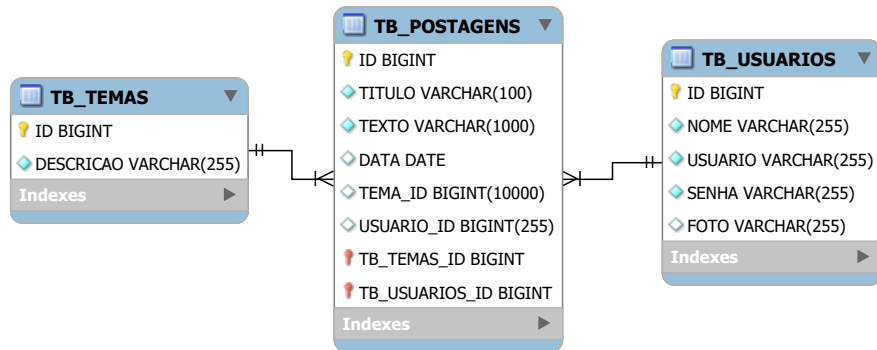 TB_TEMAS
ID BIGINT
DESCRICAO VARCHAR(255)
Indexes
TB_POSTAGENS
ID BIGINT
TITULO VARCHAR(100)
TEXTO VARCHAR(1000)
DATA DATE
TEMA_ID BIGINT(10000)
USUARIO_ID BIGINT(255)
TB_TEMAS_ID BIGINT
TB_USUARIOS_ID BIGINT
Indexes
TB_USUARIOS
ID BIGINT
NOME VARCHAR(255)
USUARIO VARCHAR(255)
SENHA VARCHAR(255)
FOTO VARCHAR(255)
Indexes